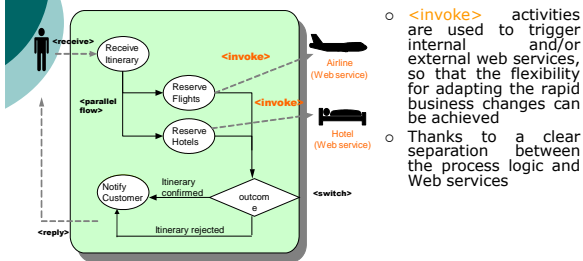 <receive>
Receive
Itinerary
<invoke>
Airline
(Web service)
Reserve
Flights
<invoke>
<parallel
flow>
Reserve
Hotels
Hotel
(Web service)
Notify
Customer
Itinerary
confirmed
outcom
e
<switch>
<reply>
Itinerary rejected
<invoke> activities
are used to trigger
internal and/or
external web services,
so that the flexibility
for adapting the rapid
business changes can
be achieved
Thanks to a clear
separation between
the process logic and
Web services